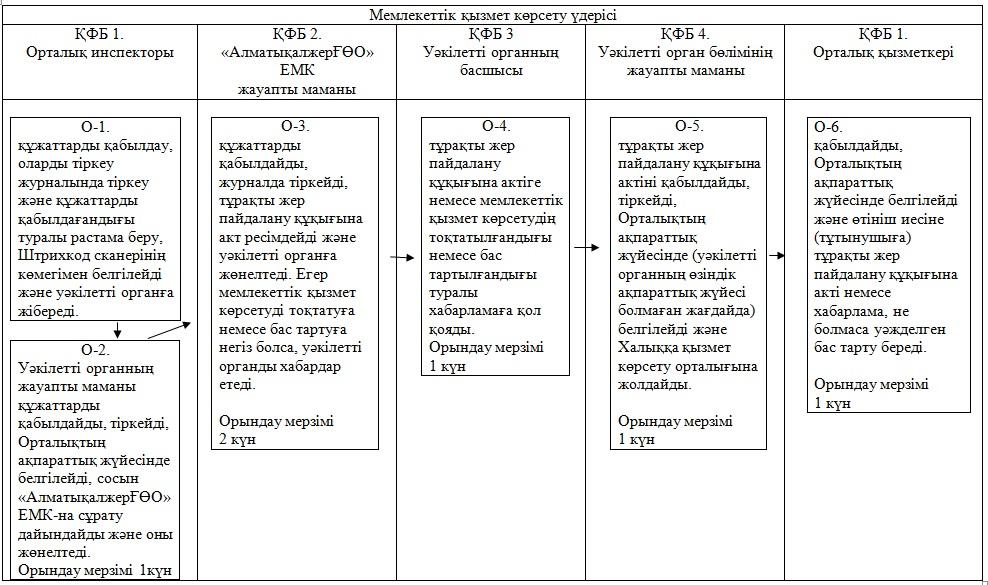 Мемлекеттік қызмет көрсету үдерісі
ҚФБ 1.
Орталық инспекторы
ҚФБ 2.
«АлматықалжерҒӨО»
ЕМК
жауапты маманы
ҚФБ 3
Уәкілетті органның
басшысы
ҚФБ 4.
Уәкілетті орган бөлімінің
жауапты маманы
ҚФБ 1.
Орталық қызметкері
О-1.
құжаттарды қабылдау,
оларды тіркеу
журналында тіркеу
және құжаттарды
қабылдағандығы
туралы растама беру,
Штрихкод сканерінің
көмегімен белгілейді
және уәкілетті органға
жібереді.
О-2.
Уәкілетті органның
жауапты маманы
құжаттарды
қабылдайды, тіркейді,
Орталықтың
ақпараттық жүйесінде
белгілейді, сосын
«АлматықалжерҒӨО»
ЕМК-на сұрату
дайындайды және оны
жөнелтеді.
Орындау мерзімі 1күн
О-3.
құжаттарды
қабылдайды,
журналда тіркейді,
тұрақты жер
пайдалану құқығына
акт ресімдейді және
уәкілетті органға
жөнелтеді. Егер
мемлекеттік қызмет
көрсетуді тоқтатуға
немесе бас тартуға
негіз болса, уәкілетті
органды хабардар
етеді.
Орындау мерзімі
2 күн
О-4.
тұрақты жер
пайдалану
құқығына актіге
немесе мемлекеттік
қызмет көрсетудің
тоқтатылғандығы
немесе бас
тартылғандығы
туралы
хабарламаға қол
қояды.
Орындау мерзімі
1 күн
О-5.
тұрақты жер
пайдалану құқығына
актіні қабылдайды,
тіркейді,
Орталықтың
ақпараттық
жүйесінде (уәкілетті
органның өзіндік
ақпараттық жүйесі
болмаған жағдайда)
белгілейді және
Халыққа қызмет
көрсету орталығына
жолдайды.
Орындау мерзімі
1 күн
О-6.
қабылдайды,
Орталықтың
ақпараттық
жүйесінде белгілейді
және өтініш иесіне
(тұтынушыға)
тұрақты жер
пайдалану құқығына
акті немесе
хабарлама, не
болмаса уәжделген
бас тарту береді.
Орындау мерзімі
1 күн